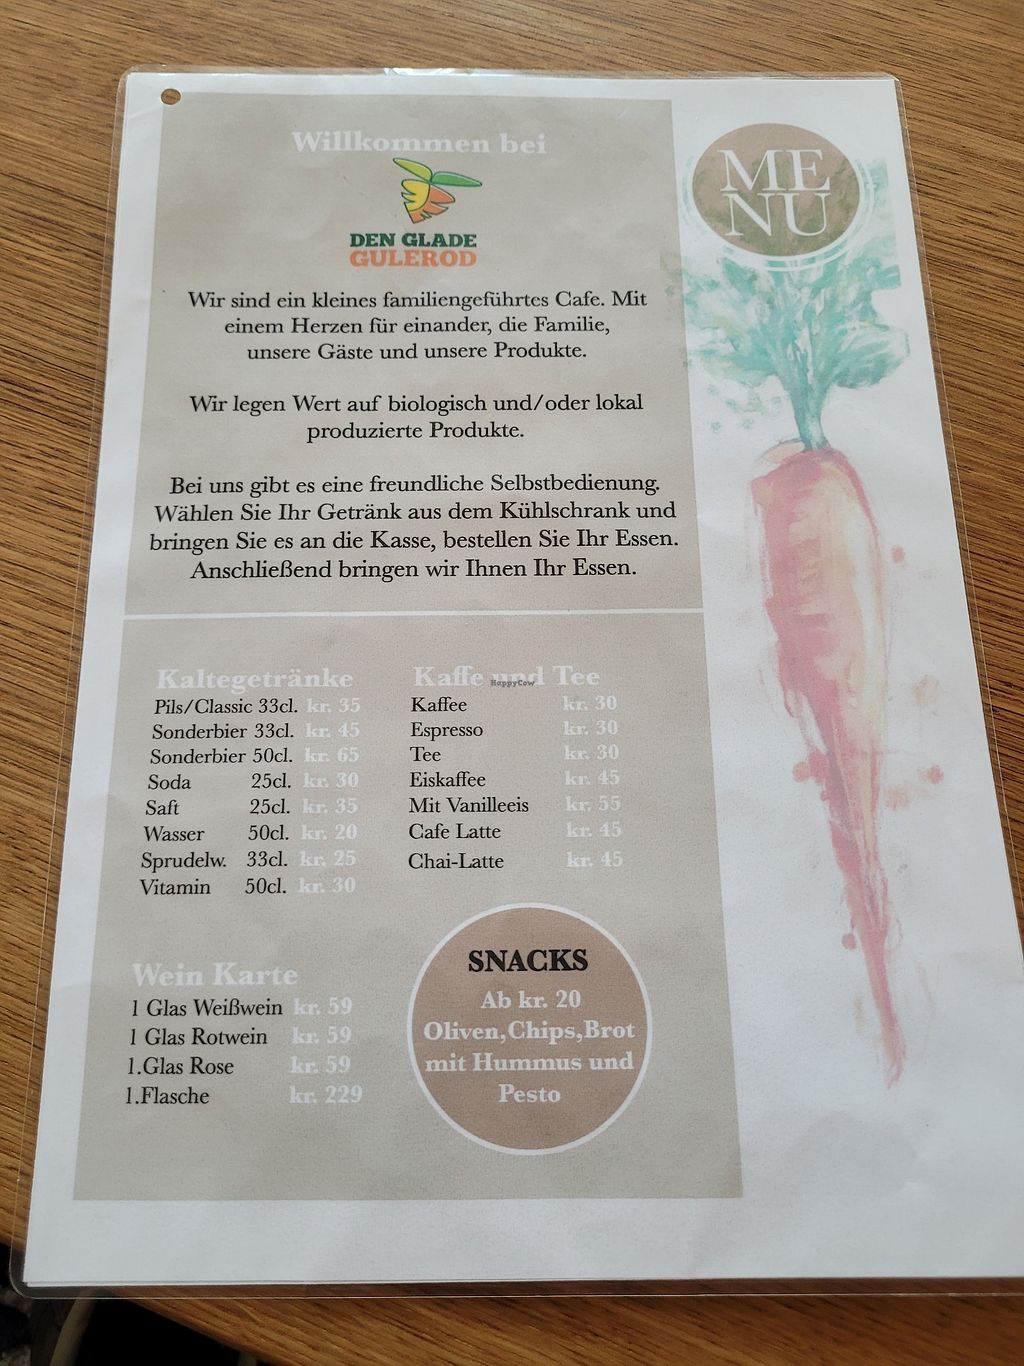 Willkommen bei
DEN GLADE
GULEROD
Wir sind ein kleines familiengeführtes Cafe. Mit
einem Herzen für einander, die Familie,
unsere Gäste und unsere Produkte.
Wir legen Wert auf biologisch und/oder lokal
produzierte Produkte.
Bei uns gibt es eine freundliche Selbstbedienung.
Wählen Sie Ihr Getränk aus dem Kühlschrank und
bringen Sie es an die Kasse, bestellen Sie Ihr Essen.
Anschließend bringen wir Ihnen Ihr Essen.
ME
NU
Kaltegetränke
Pils/Classic 33cl. kr. 35
Sonderbier 33cl. kr. 45
Sonderbier 50cl. kr. 65
Soda 25cl. kr. 30
Saft 25cl. kr. 35
Wasser 50cl. kr. 20
Sprudelw. 33cl. kr. 25
Vitamin 50cl. kr. 30
Kaffe und Tee
HappyCow
Kaffee kr. 30
Espresso kr. 30
Tee kr. 30
Eiskaffee kr. 45
Mit Vanilleeis kr. 55
Cafe Latte kr. 45
Chai-Latte kr. 45
Wein Karte
1 Glas Weißwein kr. 59
1 Glas Rotwein kr. 59
1.Glas Rose kr. 59
1.Flasche kr. 229
SNACKS
Ab kr. 20
Oliven,Chips,Brot
mit Hummus und
Pesto